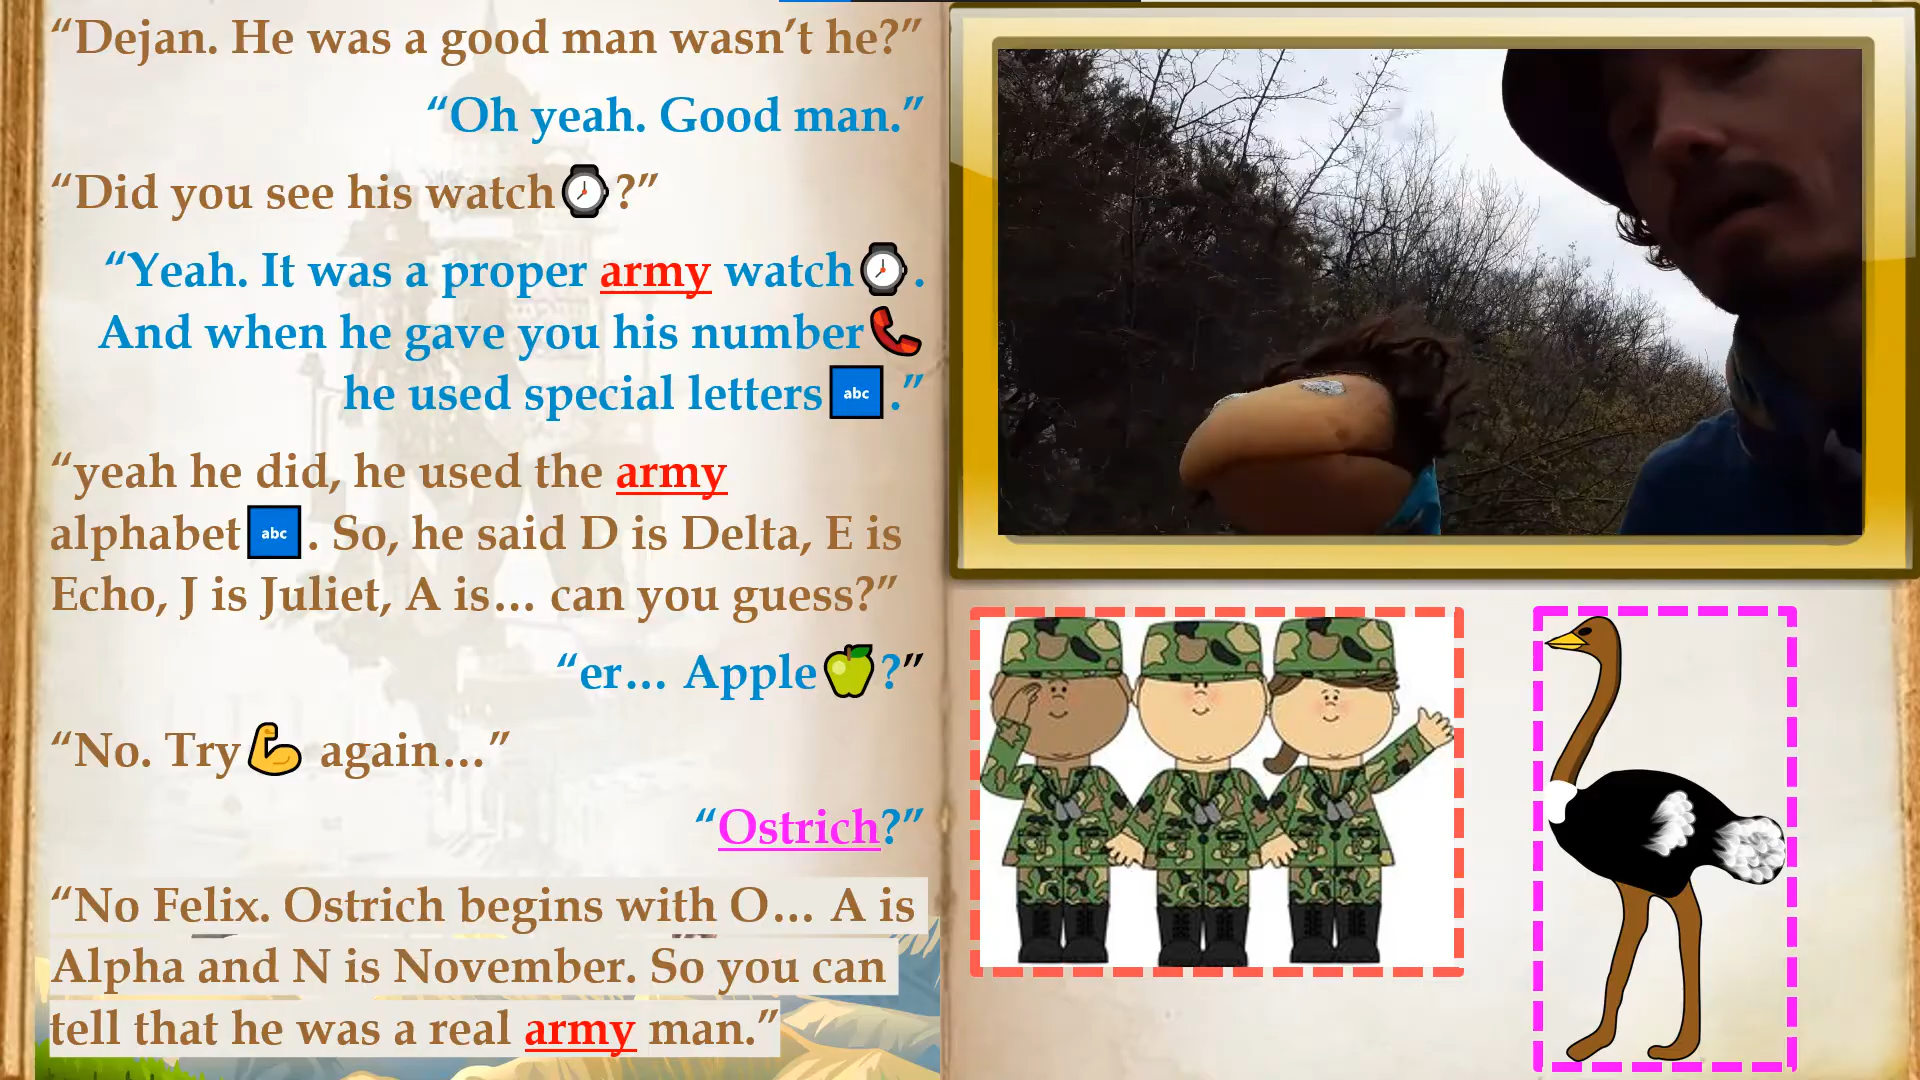 “Dejan. He was a good man wasn’t he?”
“Oh yeah. Good man.”
“Did you see his watch⌚?”
“Yeah. It was a proper army watch⌚.
And when he gave you his number📞
he used special letters🔤.”
“yeah he did, he used the army
alphabet🔤. So, he said D is Delta, E is
Echo, J is Juliet, A is… can you guess?”
“er… Apple🍏?”
“No. Try💪 again…”
“Ostrich?”
“No Felix. Ostrich begins with O… A is
Alpha and N is November. So you can
tell that he was a real army man.”